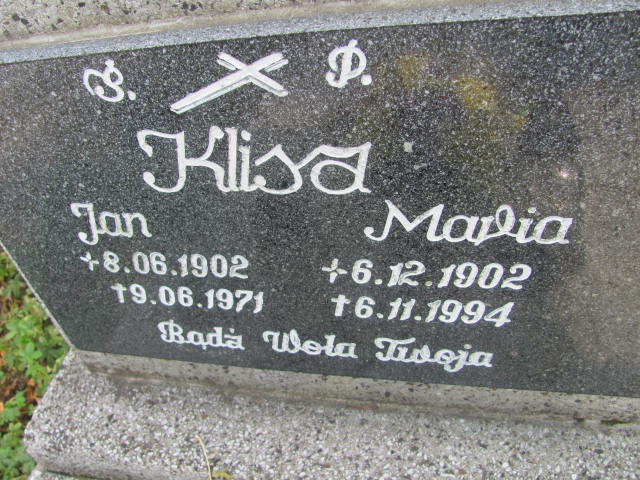 Ś. P.
Klisa
Jan Maria
*8.06.1902 *6.12.1902
†9.06.1971 †6.11.1994
Bądź Wola Twoja